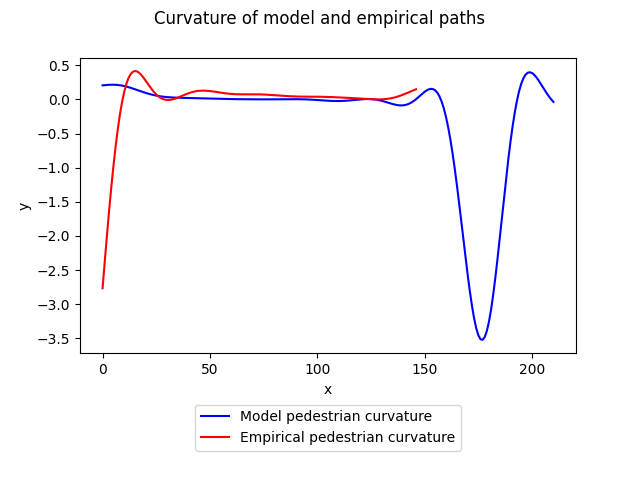 Curvature of model and empirical paths
0.5
0.0
−0.5
−1.0
−1.5
−2.0
−2.5
−3.0
−3.5
y
0 50 100 150 200
x
Model pedestrian curvature
Empirical pedestrian curvature